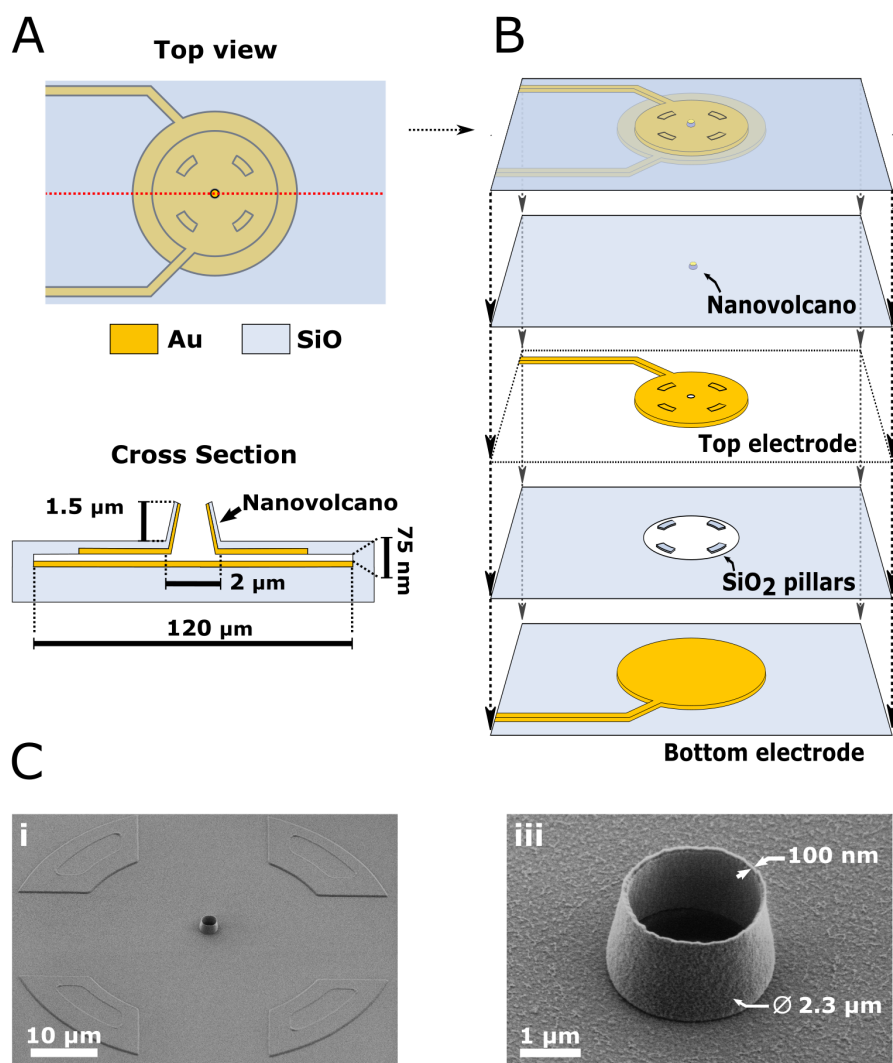 A
Top view
Au
SiO
Cross Section
1.5 µm
Nanovolcano
75 nm
2 µm
120 µm
B
Nanovolcano
Top electrode
SiO₂ pillars
Bottom electrode
C
i
10 µm
iii
100 nm
∅ 2.3 µm
1 µm